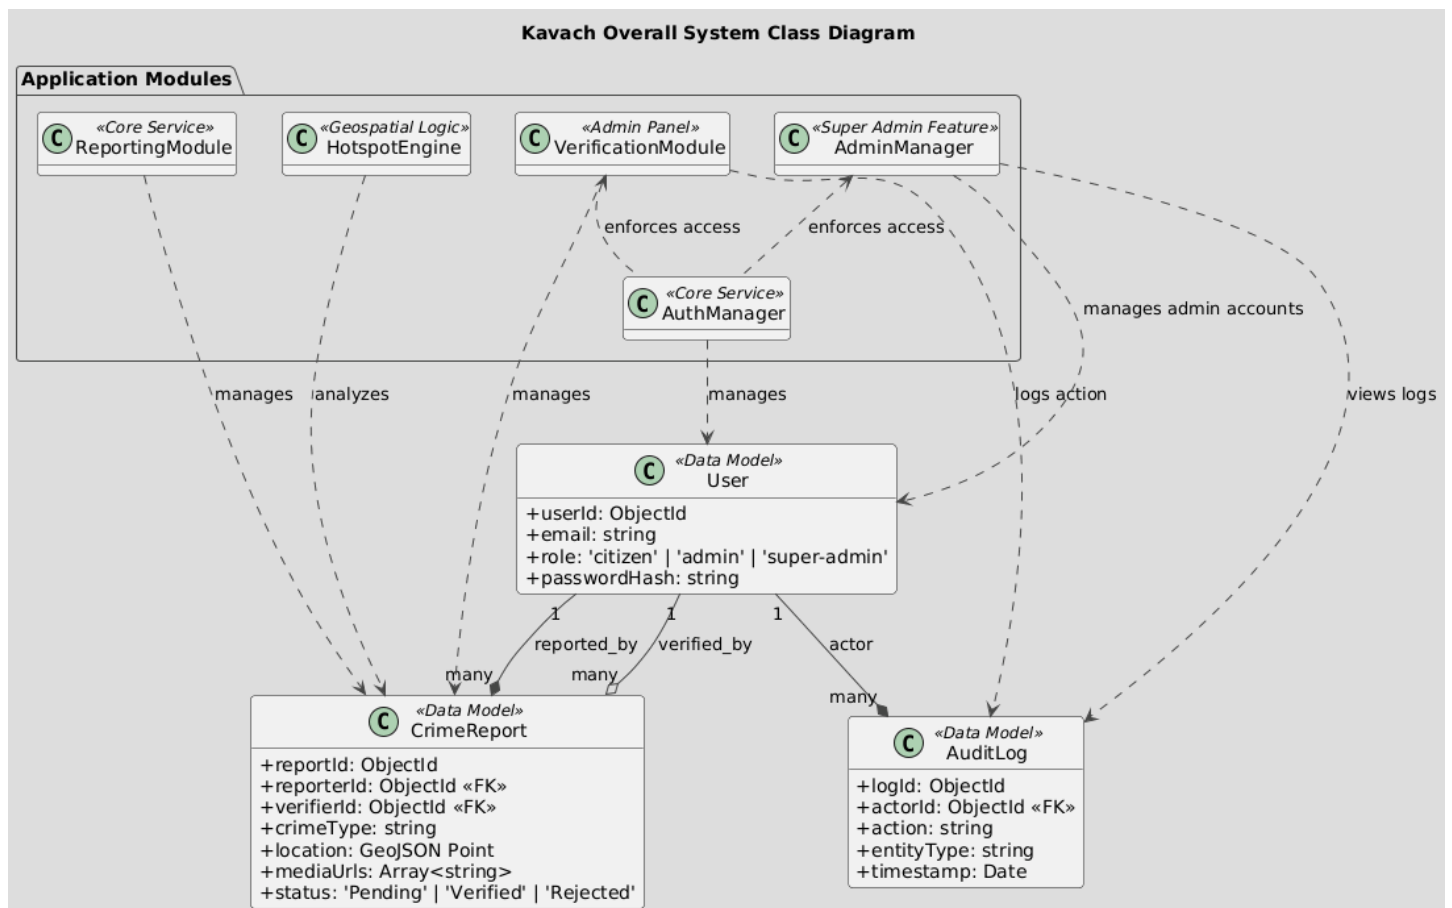 Kavach Overall System Class Diagram
Application Modules
C «Core Service»
ReportingModule
C «Geospatial Logic»
HotspotEngine
C «Admin Panel»
VerificationModule
C «Super Admin Feature»
AdminManager
enforces access
enforces access
C «Core Service»
AuthManager
manages admin accounts
manages
analyzes
manages
manages
logs action
views logs
C «Data Model»
User
+userId: ObjectId
+email: string
+role: 'citizen' | 'admin' | 'super-admin'
+passwordHash: string
1
1
1
reported_by
verified_by
actor
many
many
many
C «Data Model»
CrimeReport
+reportId: ObjectId
+reporterId: ObjectId «FK»
+verifierId: ObjectId «FK»
+crimeType: string
+location: GeoJSON Point
+mediaUrls: Array<string>
+status: 'Pending' | 'Verified' | 'Rejected'
C «Data Model»
AuditLog
+logId: ObjectId
+actorId: ObjectId «FK»
+action: string
+entityType: string
+timestamp: Date